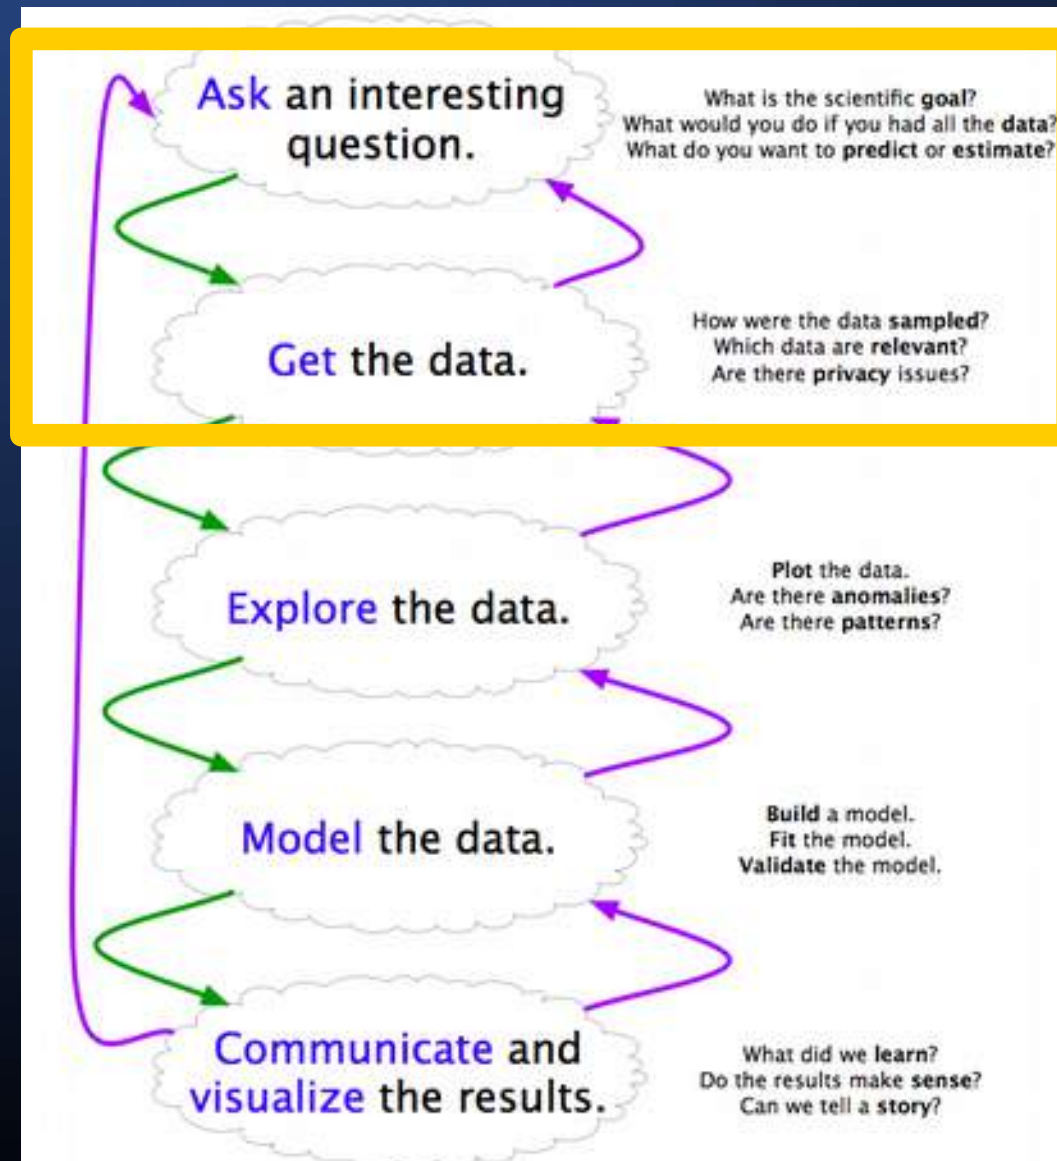 Ask an interesting
question.
What is the scientific goal?
What would you do if you had all the data?
What do you want to predict or estimate?
Get the data.
How were the data sampled?
Which data are relevant?
Are there privacy issues?
Explore the data.
Plot the data.
Are there anomalies?
Are there patterns?
Model the data.
Build a model.
Fit the model.
Validate the model.
Communicate and
visualize the results.
What did we learn?
Do the results make sense?
Can we tell a story?